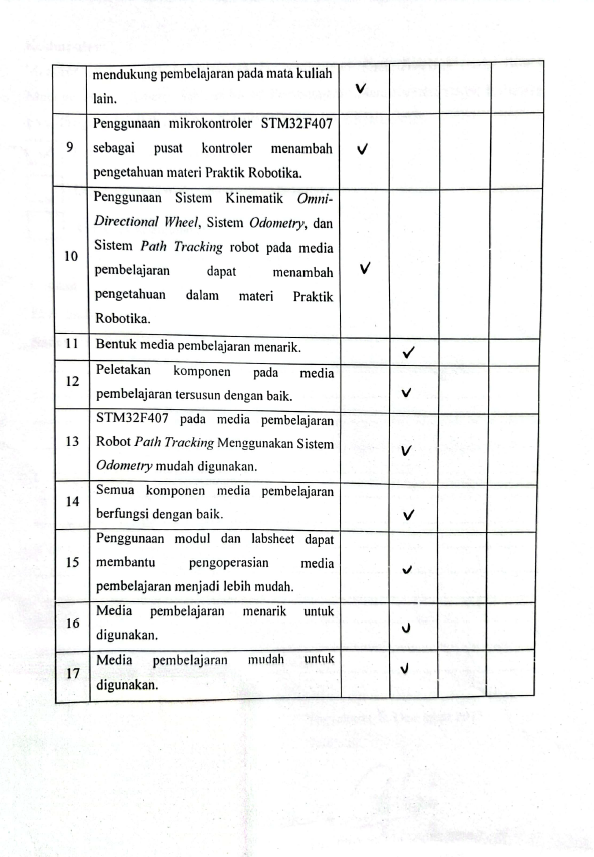 mendukung pembelajaran pada mata kuliah
lain.
✓
Penggunaan mikrokontroler STM32F407
9 sebagai pusat kontroler menambah ✓
pengetahuan materi Praktik Robotika.
Penggunaan Sistem Kinematik Omni-
Directional Wheel, Sistem Odometry, dan
Sistem Path Tracking robot pada media
10 pembelajaran dapat menambah ✓
pengetahuan dalam materi Praktik
Robotika.
11 Bentuk media pembelajaran menarik. ✓
Peletakan komponen pada media
12 pembelajaran tersusun dengan baik. ✓
STM32F407 pada media pembelajaran
13 Robot Path Tracking Menggunakan Sistem ✓
Odometry mudah digunakan.
Semua komponen media pembelajaran
14 berfungsi dengan baik. ✓
Penggunaan modul dan labsheet dapat
15 membantu pengoperasian media ✓
pembelajaran menjadi lebih mudah.
Media pembelajaran menarik untuk
16 digunakan. ✓
Media pembelajaran mudah untuk
17 digunakan. ✓